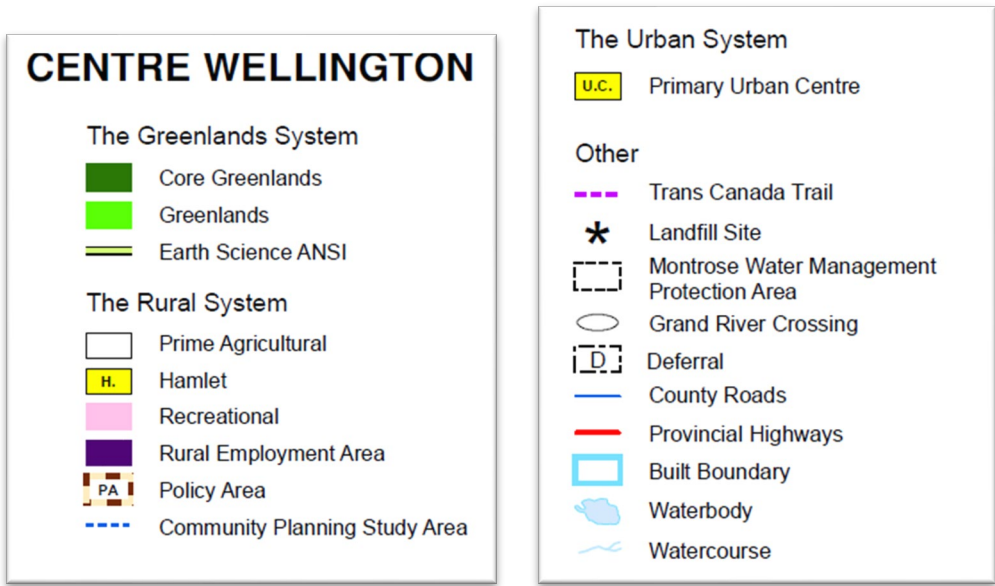 CENTRE WELLINGTON
The Greenlands System
Core Greenlands
Greenlands
Earth Science ANSI
The Rural System
Prime Agricultural
H. Hamlet
Recreational
Rural Employment Area
PA Policy Area
Community Planning Study Area
The Urban System
U.C. Primary Urban Centre
Other
Trans Canada Trail
Landfill Site
Montrose Water Management
Protection Area
Grand River Crossing
D Deferral
County Roads
Provincial Highways
Built Boundary
Waterbody
Watercourse